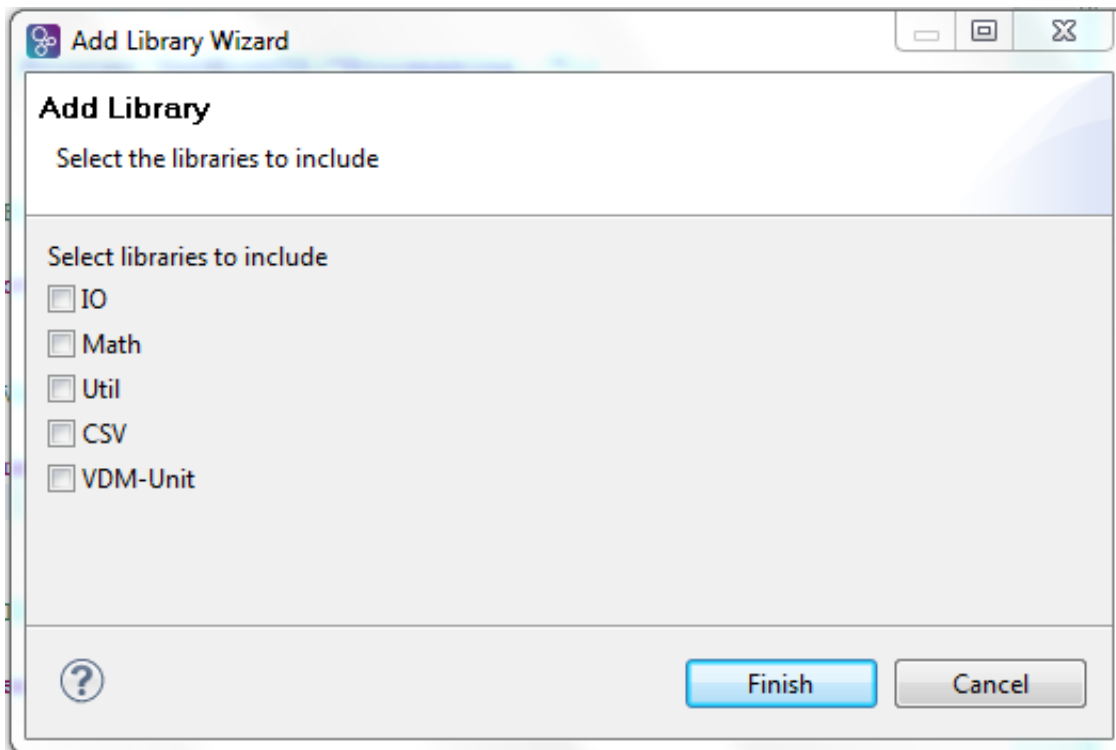 Add Library Wizard
Add Library
Select the libraries to include
Select libraries to include
IO
Math
Util
CSV
VDM-Unit
Finish
Cancel